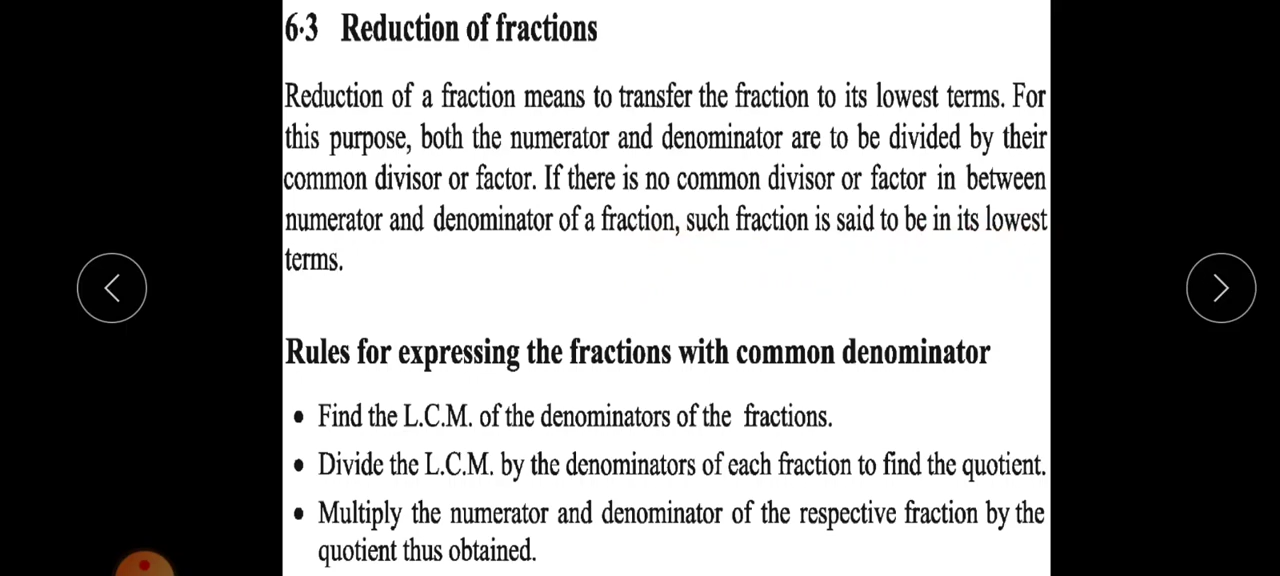 6·3 Reduction of fractions
Reduction of a fraction means to transfer the fraction to its lowest terms. For
this purpose, both the numerator and denominator are to be divided by their
common divisor or factor. If there is no common divisor or factor in between
numerator and denominator of a fraction, such fraction is said to be in its lowest
terms.
Rules for expressing the fractions with common denominator
• Find the L.C.M. of the denominators of the fractions.
• Divide the L.C.M. by the denominators of each fraction to find the quotient.
• Multiply the numerator and denominator of the respective fraction by the
quotient thus obtained.